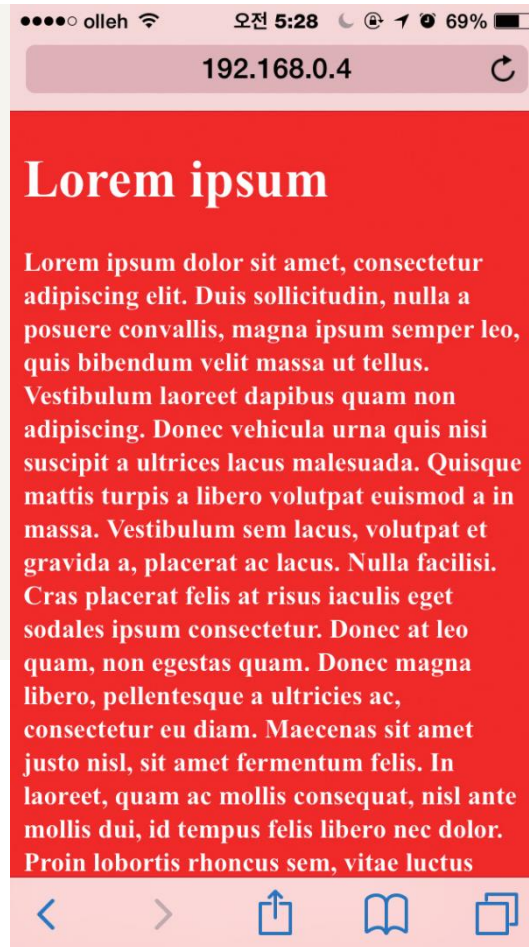 olleh 오전 5:28 69%
192.168.0.4
Lorem ipsum
Lorem ipsum dolor sit amet, consectetur
adipiscing elit. Duis sollicitudin, nulla a
posuere convallis, magna ipsum semper leo,
quis bibendum velit massa ut tellus.
Vestibulum laoreet dapibus quam non
adipiscing. Donec vehicula urna quis nisi
suscipit a ultrices lacus malesuada. Quisque
mattis turpis a libero volutpat euismod a in
massa. Vestibulum sem lacus, volutpat et
gravida a, placerat ac lacus. Nulla facilisi.
Cras placerat felis at risus iaculis eget
sodales ipsum consectetur. Donec at leo
quam, non egestas quam. Donec magna
libero, pellentesque a ultricies ac,
consectetur eu diam. Maecenas sit amet
justo nisl, sit amet fermentum felis. In
laoreet, quam ac mollis consequat, nisl ante
mollis dui, id tempus felis libero nec dolor.
Proin lobortis rhoncus sem, vitae luctus